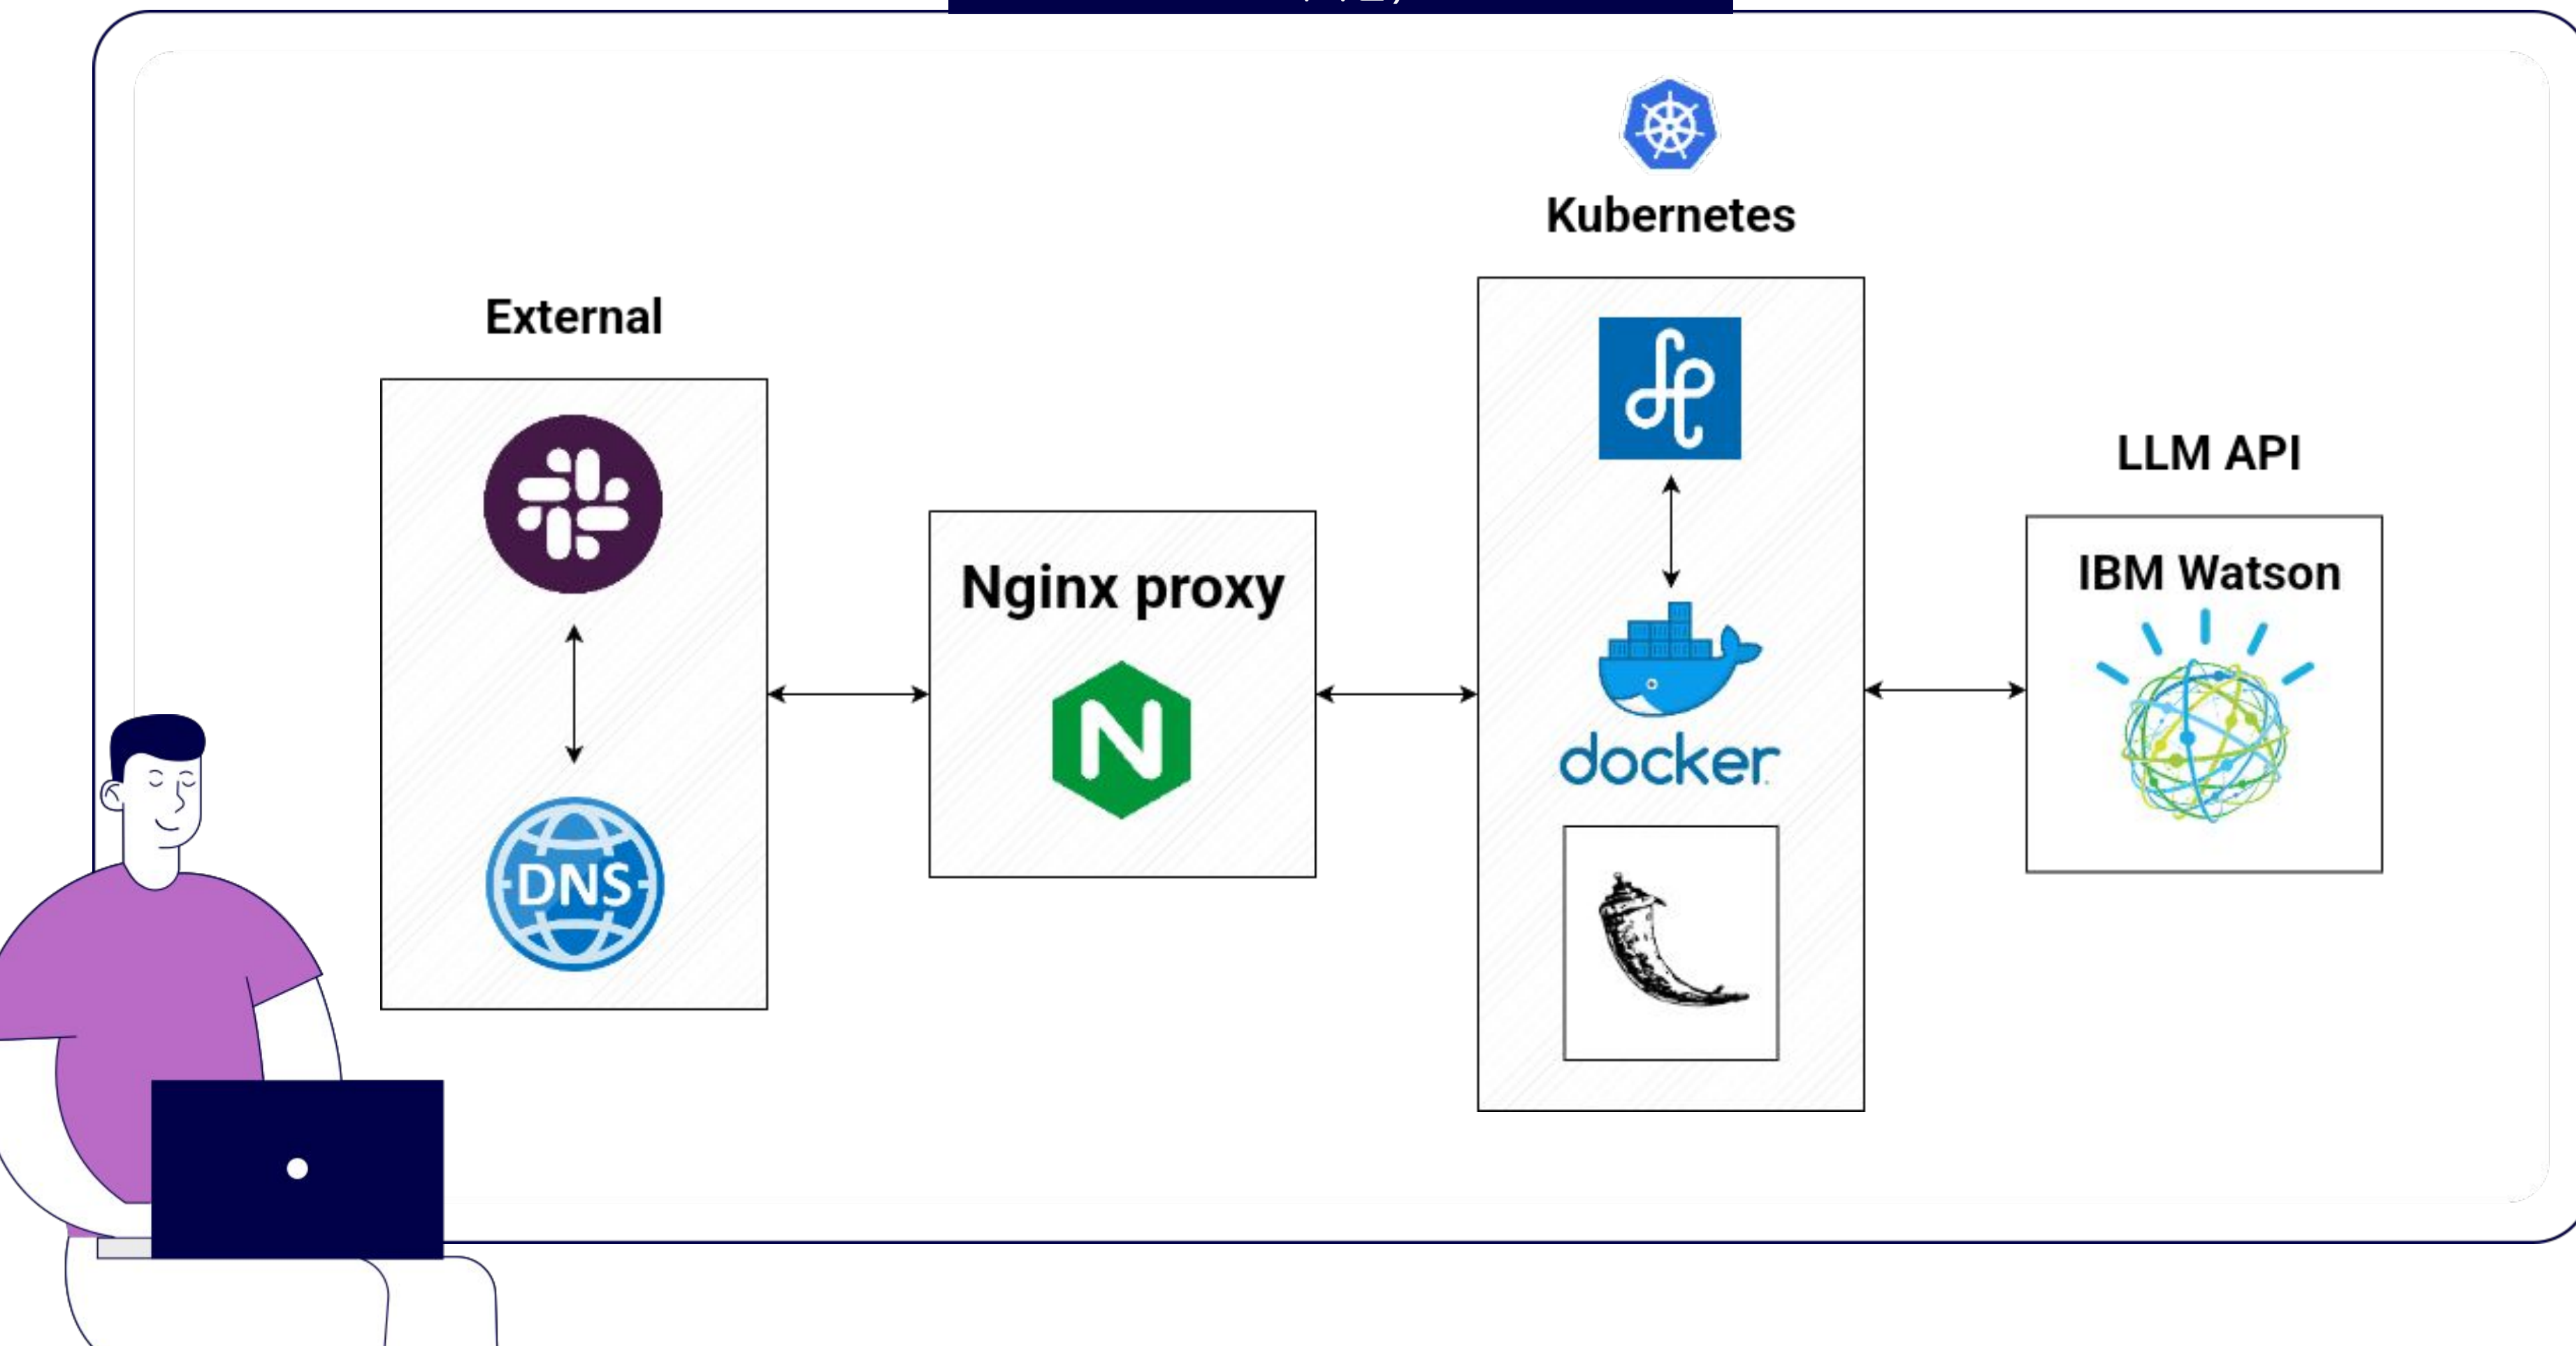 Kubernetes
External
LLM API
IBM Watson
Nginx proxy
docker
DNS